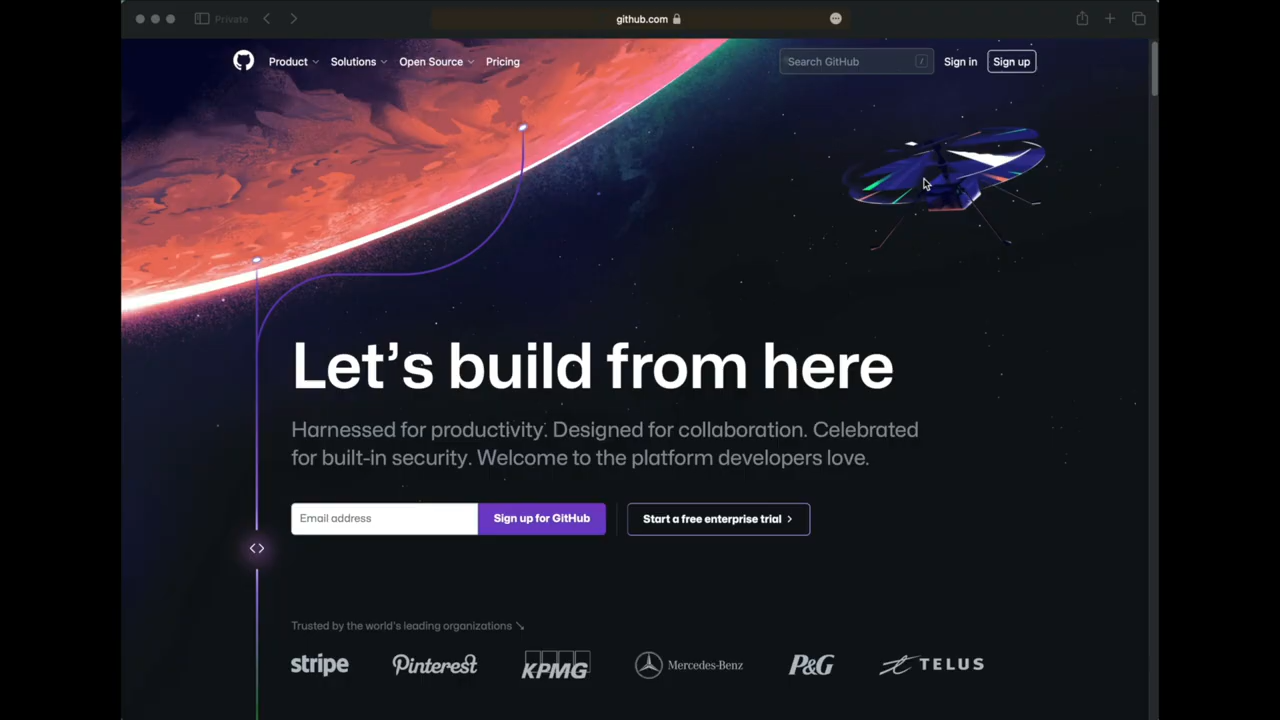 Private
github.com
Product
Solutions
Open Source
Pricing
Search GitHub
/
Sign in
Sign up
Let's build from here
Harnessed for productivity. Designed for collaboration. Celebrated
for built-in security. Welcome to the platform developers love.
Email address
Sign up for GitHub
Start a free enterprise trial
Trusted by the world's leading organizations
stripe
Pinterest
KPMG
Mercedes-Benz
P&G
TELUS